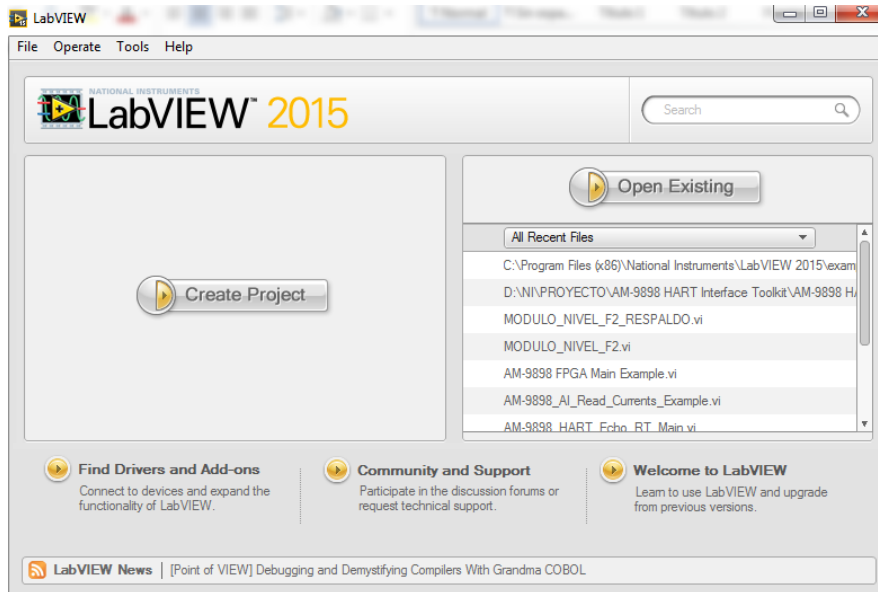 LabVIEW
File Operate Tools Help
NATIONAL INSTRUMENTS
LabVIEW™ 2015
Search
Create Project
Open Existing
All Recent Files
C:\Program Files (x86)\National Instruments\LabVIEW 2015\exam
D:\NI\PROYECTO\AM-9898 HART Interface Toolkit\AM-9898 H
MODULO_NIVEL_F2_RESPALDO.vi
MODULO_NIVEL_F2.vi
AM-9898 FPGA Main Example.vi
AM-9898_AI_Read_Currents_Example.vi
AM-9898_HART_Echo_RT_Main.vi
Find Drivers and Add-ons
Connect to devices and expand the
functionality of LabVIEW.
Community and Support
Participate in the discussion forums or
request technical support.
Welcome to LabVIEW
Learn to use LabVIEW and upgrade
from previous versions.
LabVIEW News | [Point of VIEW] Debugging and Demystifying Compilers With Grandma COBOL